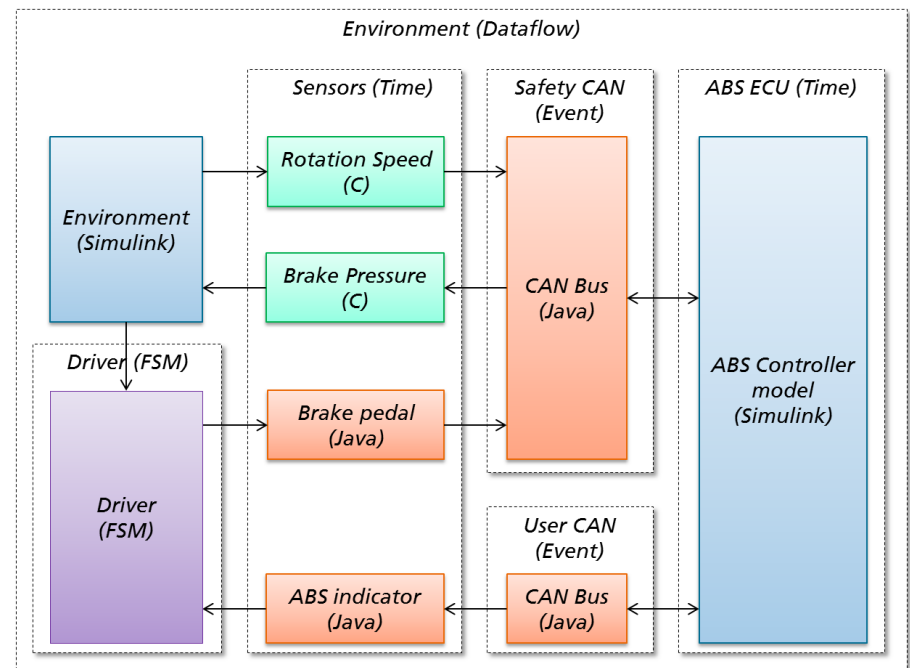 Environment (Dataflow)
Sensors (Time)
Safety CAN
(Event)
ABS ECU (Time)
Environment
(Simulink)
Rotation Speed
(C)
Brake Pressure
(C)
CAN Bus
(Java)
ABS Controller
model
(Simulink)
Driver (FSM)
Driver
(FSM)
Brake pedal
(Java)
User CAN
(Event)
ABS indicator
(Java)
CAN Bus
(Java)